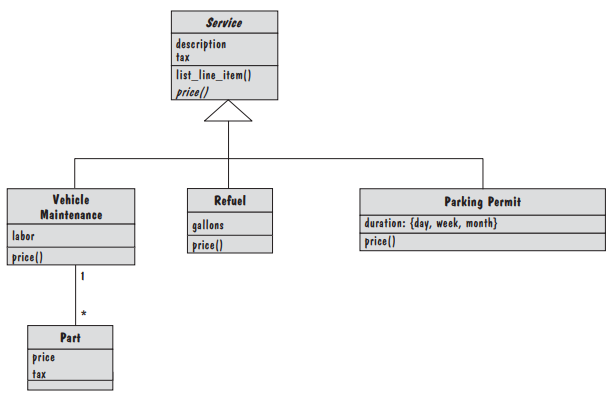 Service
description
tax
list_line_item()
price()
Vehicle
Maintenance
labor
price()
Refuel
gallons
price()
Parking Permit
duration: {day, week, month}
price()
1
*
Part
price
tax